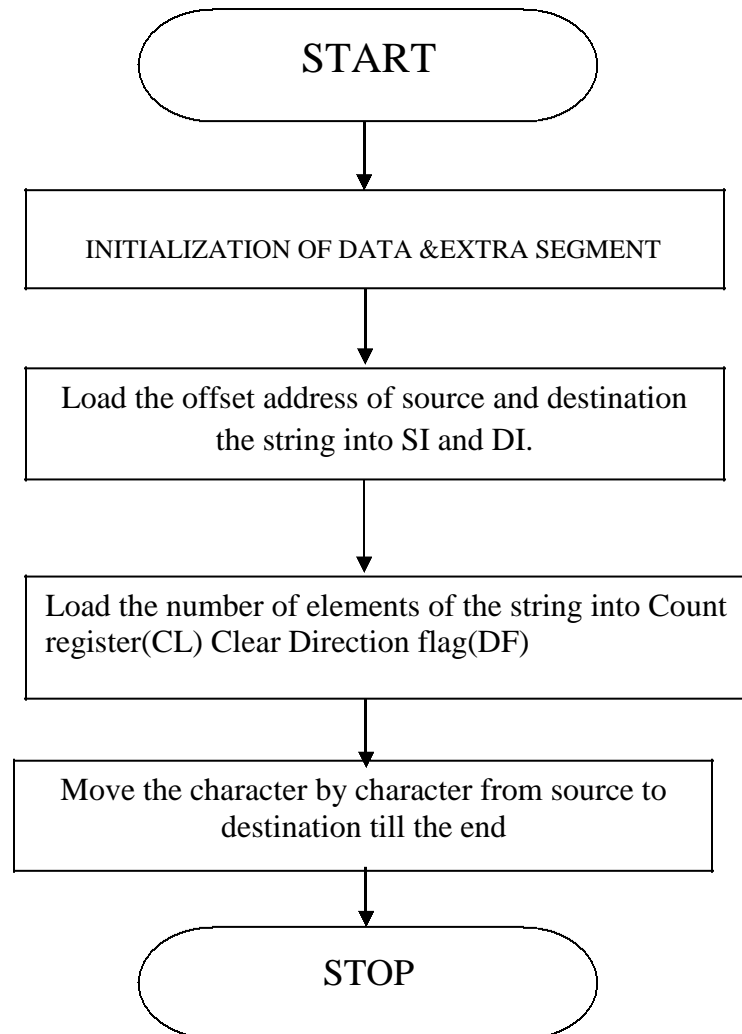 START
INITIALIZATION OF DATA &EXTRA SEGMENT
Load the offset address of source and destination
the string into SI and DI.
Load the number of elements of the string into Count
register(CL) Clear Direction flag(DF)
Move the character by character from source to
destination till the end
STOP